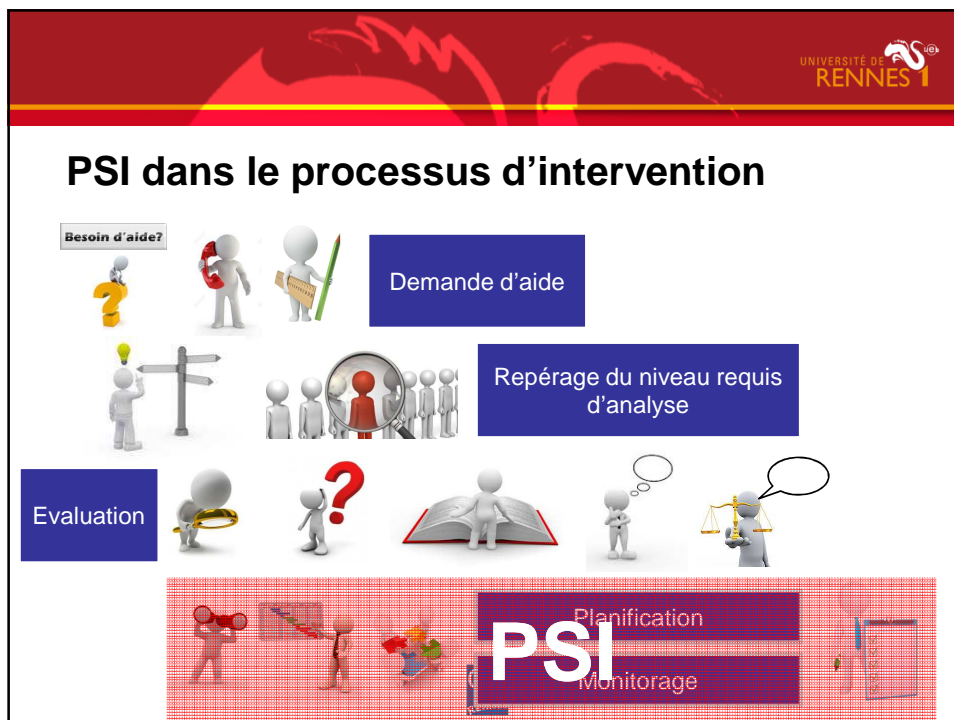 UNIVERSITÉ DE
RENNES 1
ueb
PSI dans le processus d'intervention
Besoin d'aide?
Demande d'aide
Repérage du niveau requis
d'analyse
Evaluation
Planification
PSI
Monitorage